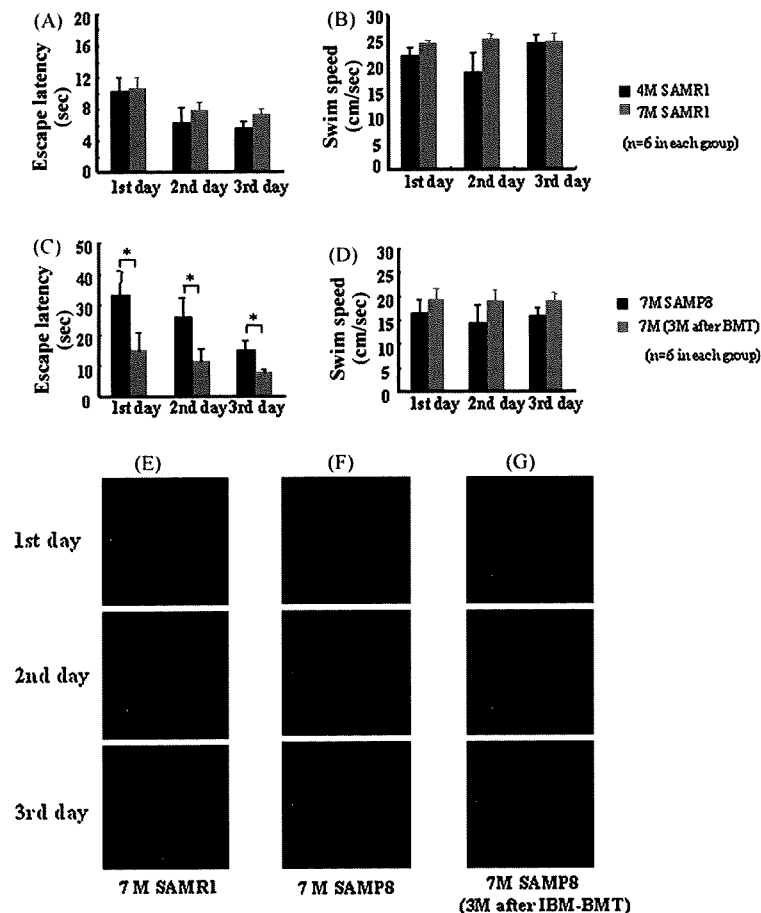 (A)
Escape latency
(sec)
20
16
12
8
4
0
1st day 2nd day 3rd day
(B)
Swim speed
(cm/sec)
30
25
20
15
10
5
0
1st day 2nd day 3rd day
4M SAMR1
7M SAMR1
(n=6 in each group)
(C)
Escape latency
(sec)
50
40
30
20
10
0
* * *
1st day 2nd day 3rd day
(D)
Swim speed
(cm/sec)
30
25
20
15
10
5
0
1st day 2nd day 3rd day
7M SAMP8
7M (3M after BMT)
(n=6 in each group)
(E) (F) (G)
1st day
2nd day
3rd day
7 M SAMR1
7 M SAMP8
7M SAMP8
(3M after IBM-BMT)